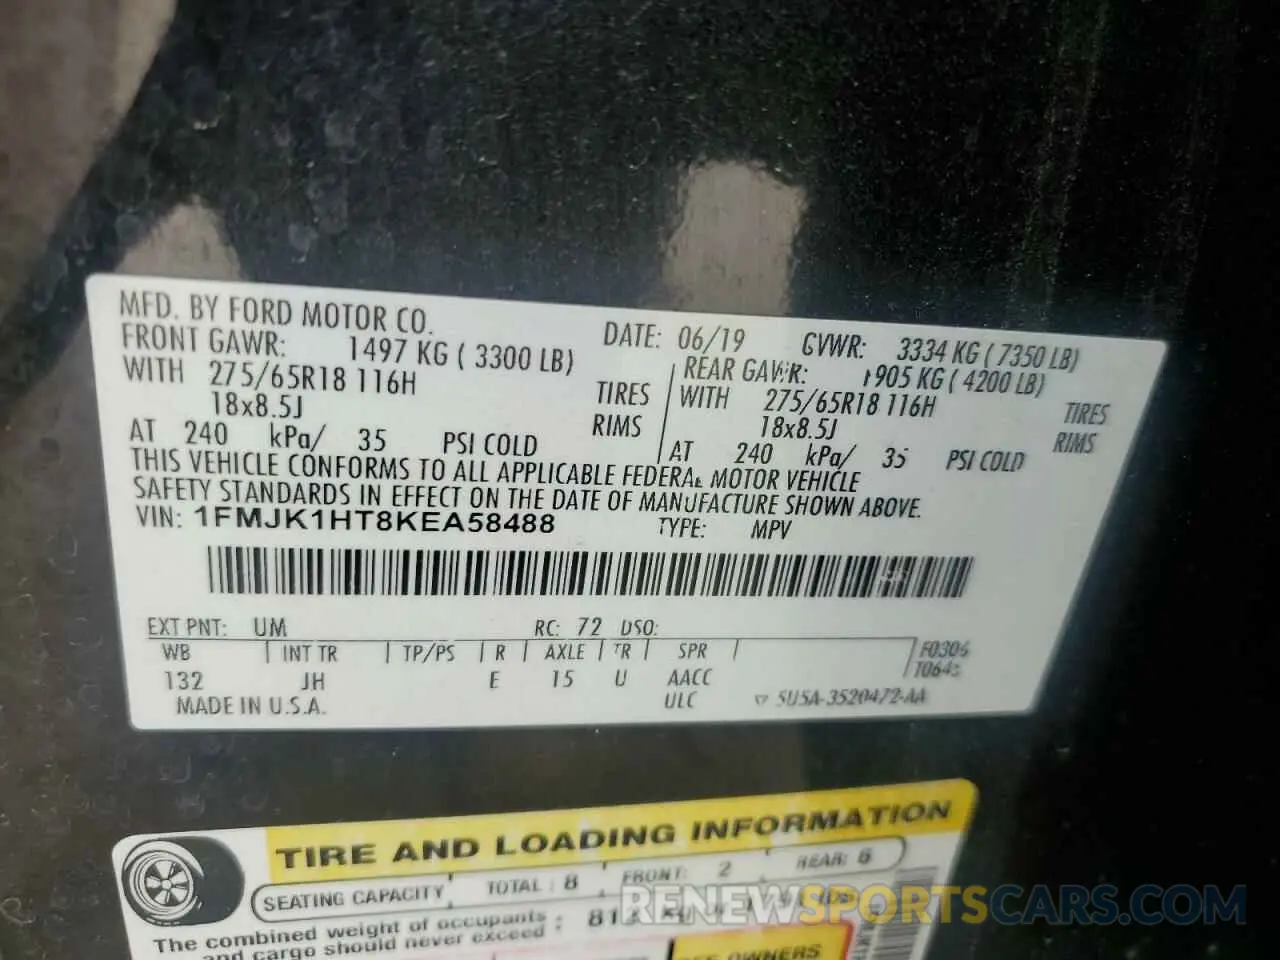 MFD. BY FORD MOTOR CO.
DATE: 06/19 GVWR: 3334 KG ( 7350 LB)
FRONT GAWR: 1497 KG ( 3300 LB) REAR GAWR: 1905 KG ( 4200 LB)
WITH 275/65R18 116H TIRES WITH 275/65R18 116H TIRES
18x8.5J RIMS 18x8.5J RIMS
AT 240 kPa/ 35 PSI COLD AT 240 kPa/ 35 PSI COLD
THIS VEHICLE CONFORMS TO ALL APPLICABLE FEDERAL MOTOR VEHICLE
SAFETY STANDARDS IN EFFECT ON THE DATE OF MANUFACTURE SHOWN ABOVE.
VIN: 1FMJK1HT8KEA58488 TYPE: MPV
EXT PNT: UM RC: 72 DSO:
WB | INT TR | TP/PS | R | AXLE | TR | SPR | F0306
132 JH E 15 U AACC
MADE IN U.S.A. ULC ▽ 5U5A-3520472-AA
TIRE AND LOADING INFORMATION
SEATING CAPACITY TOTAL : 8 FRONT: 2 REAR: 6
The combined weight of occupants
and cargo should never exceed :
OWNERS
RENEWSPORTSCARS.COM